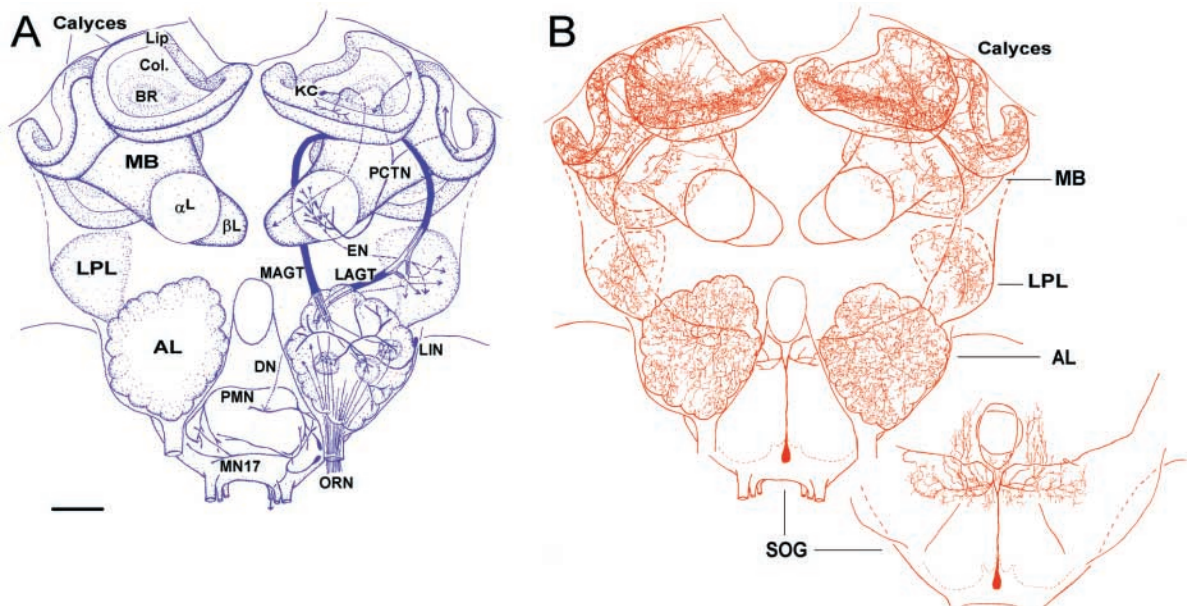 A
Calyces
Lip
Col.
BR
KC
MB
PCTN
αL
βL
EN
LPL
MAGT
LAGT
AL
LIN
DN
PMN
MN17
ORN
B
Calyces
MB
LPL
AL
SOG